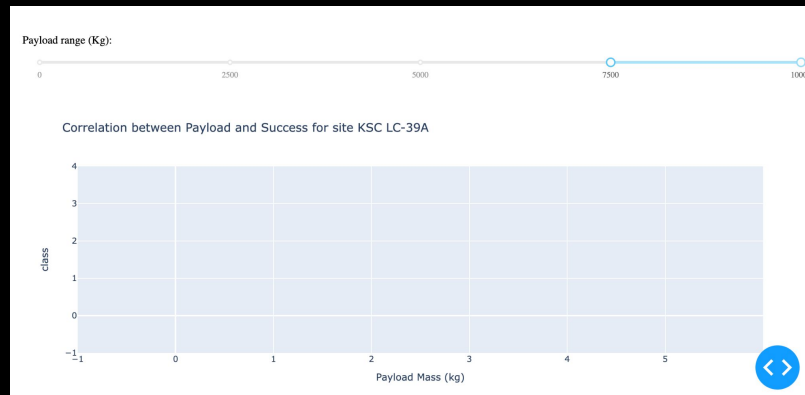 Payload range (Kg):
0 2500 5000 7500 1000
Correlation between Payload and Success for site KSC LC-39A
4
3
2
1
0
−1
class
−1 0 1 2 3 4 5
Payload Mass (kg)